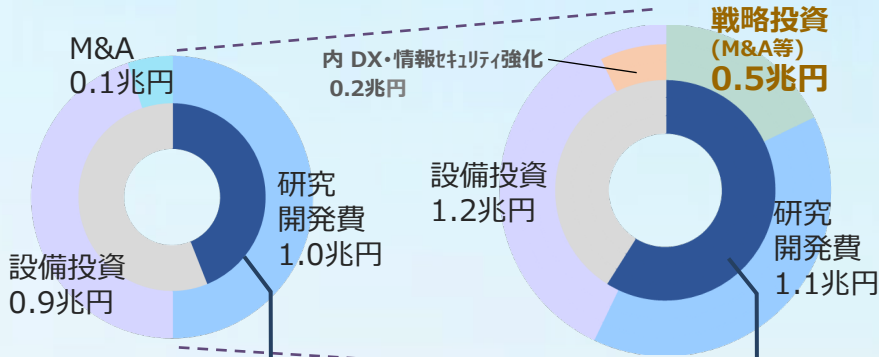 M&A
0.1兆円
研究
開発費
1.0兆円
設備投資
0.9兆円
戦略投資
(M&A等)
0.5兆円
内 DX・情報ｾｷｭﾘﾃｨ強化
0.2兆円
設備投資
1.2兆円
研究
開発費
1.1兆円